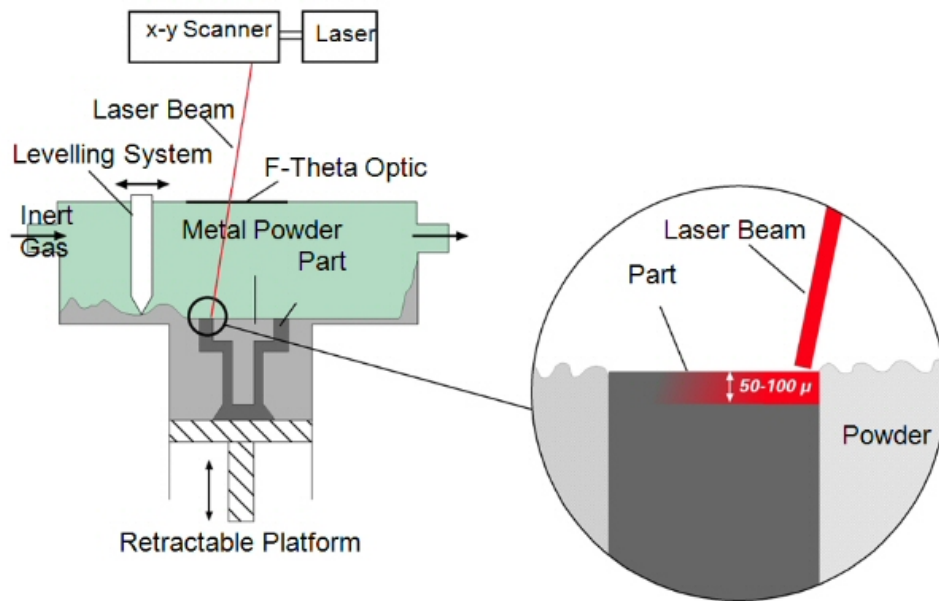 x-y Scanner
Laser
Laser Beam
Levelling System
F-Theta Optic
Inert
Gas
Metal Powder
Part
Laser Beam
Part
50-100 µ
Powder
Retractable Platform